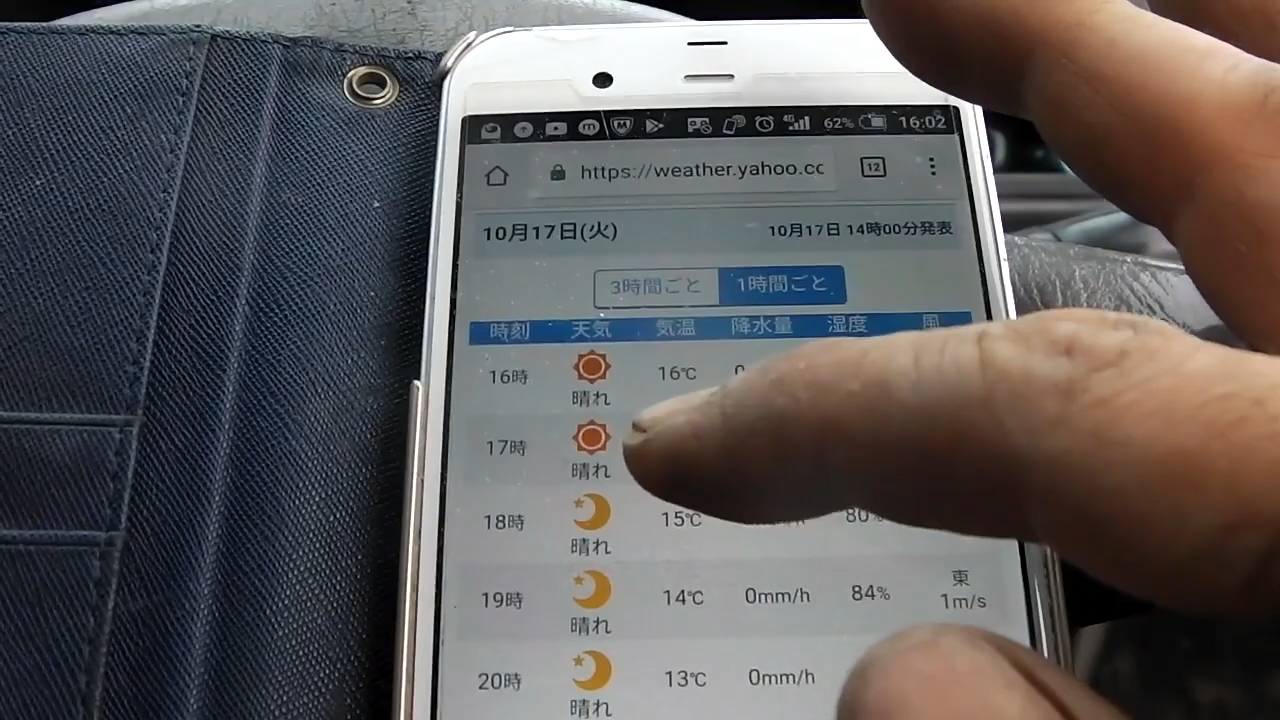 62% 16:02
https://weather.yahoo.cc 12
10月17日(火) 10月17日 14時00分発表
3時間ごと 1時間ごと
時刻 天気 気温 降水量 湿度 風
16時 晴れ 16℃
17時 晴れ
18時 晴れ 15℃ 80%
19時 晴れ 14℃ 0mm/h 84% 東 1m/s
20時 晴れ 13℃ 0mm/h